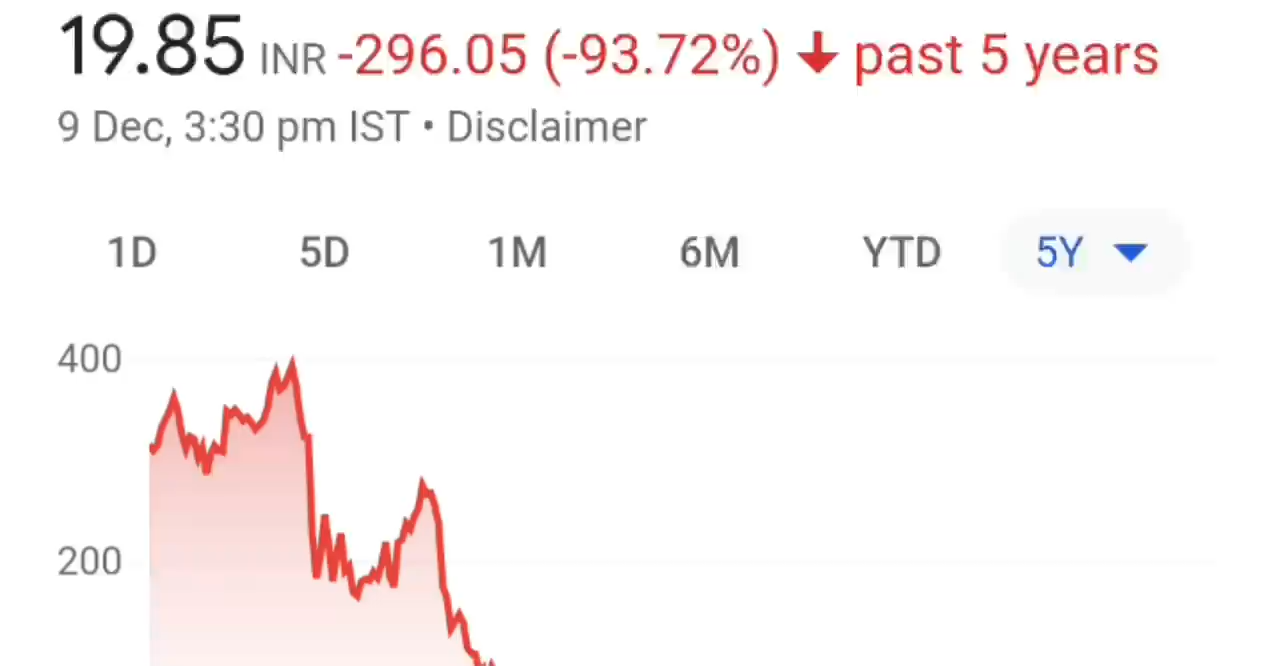 19.85 INR -296.05 (-93.72%) ↓ past 5 years
9 Dec, 3:30 pm IST • Disclaimer
1D 5D 1M 6M YTD 5Y
400
200